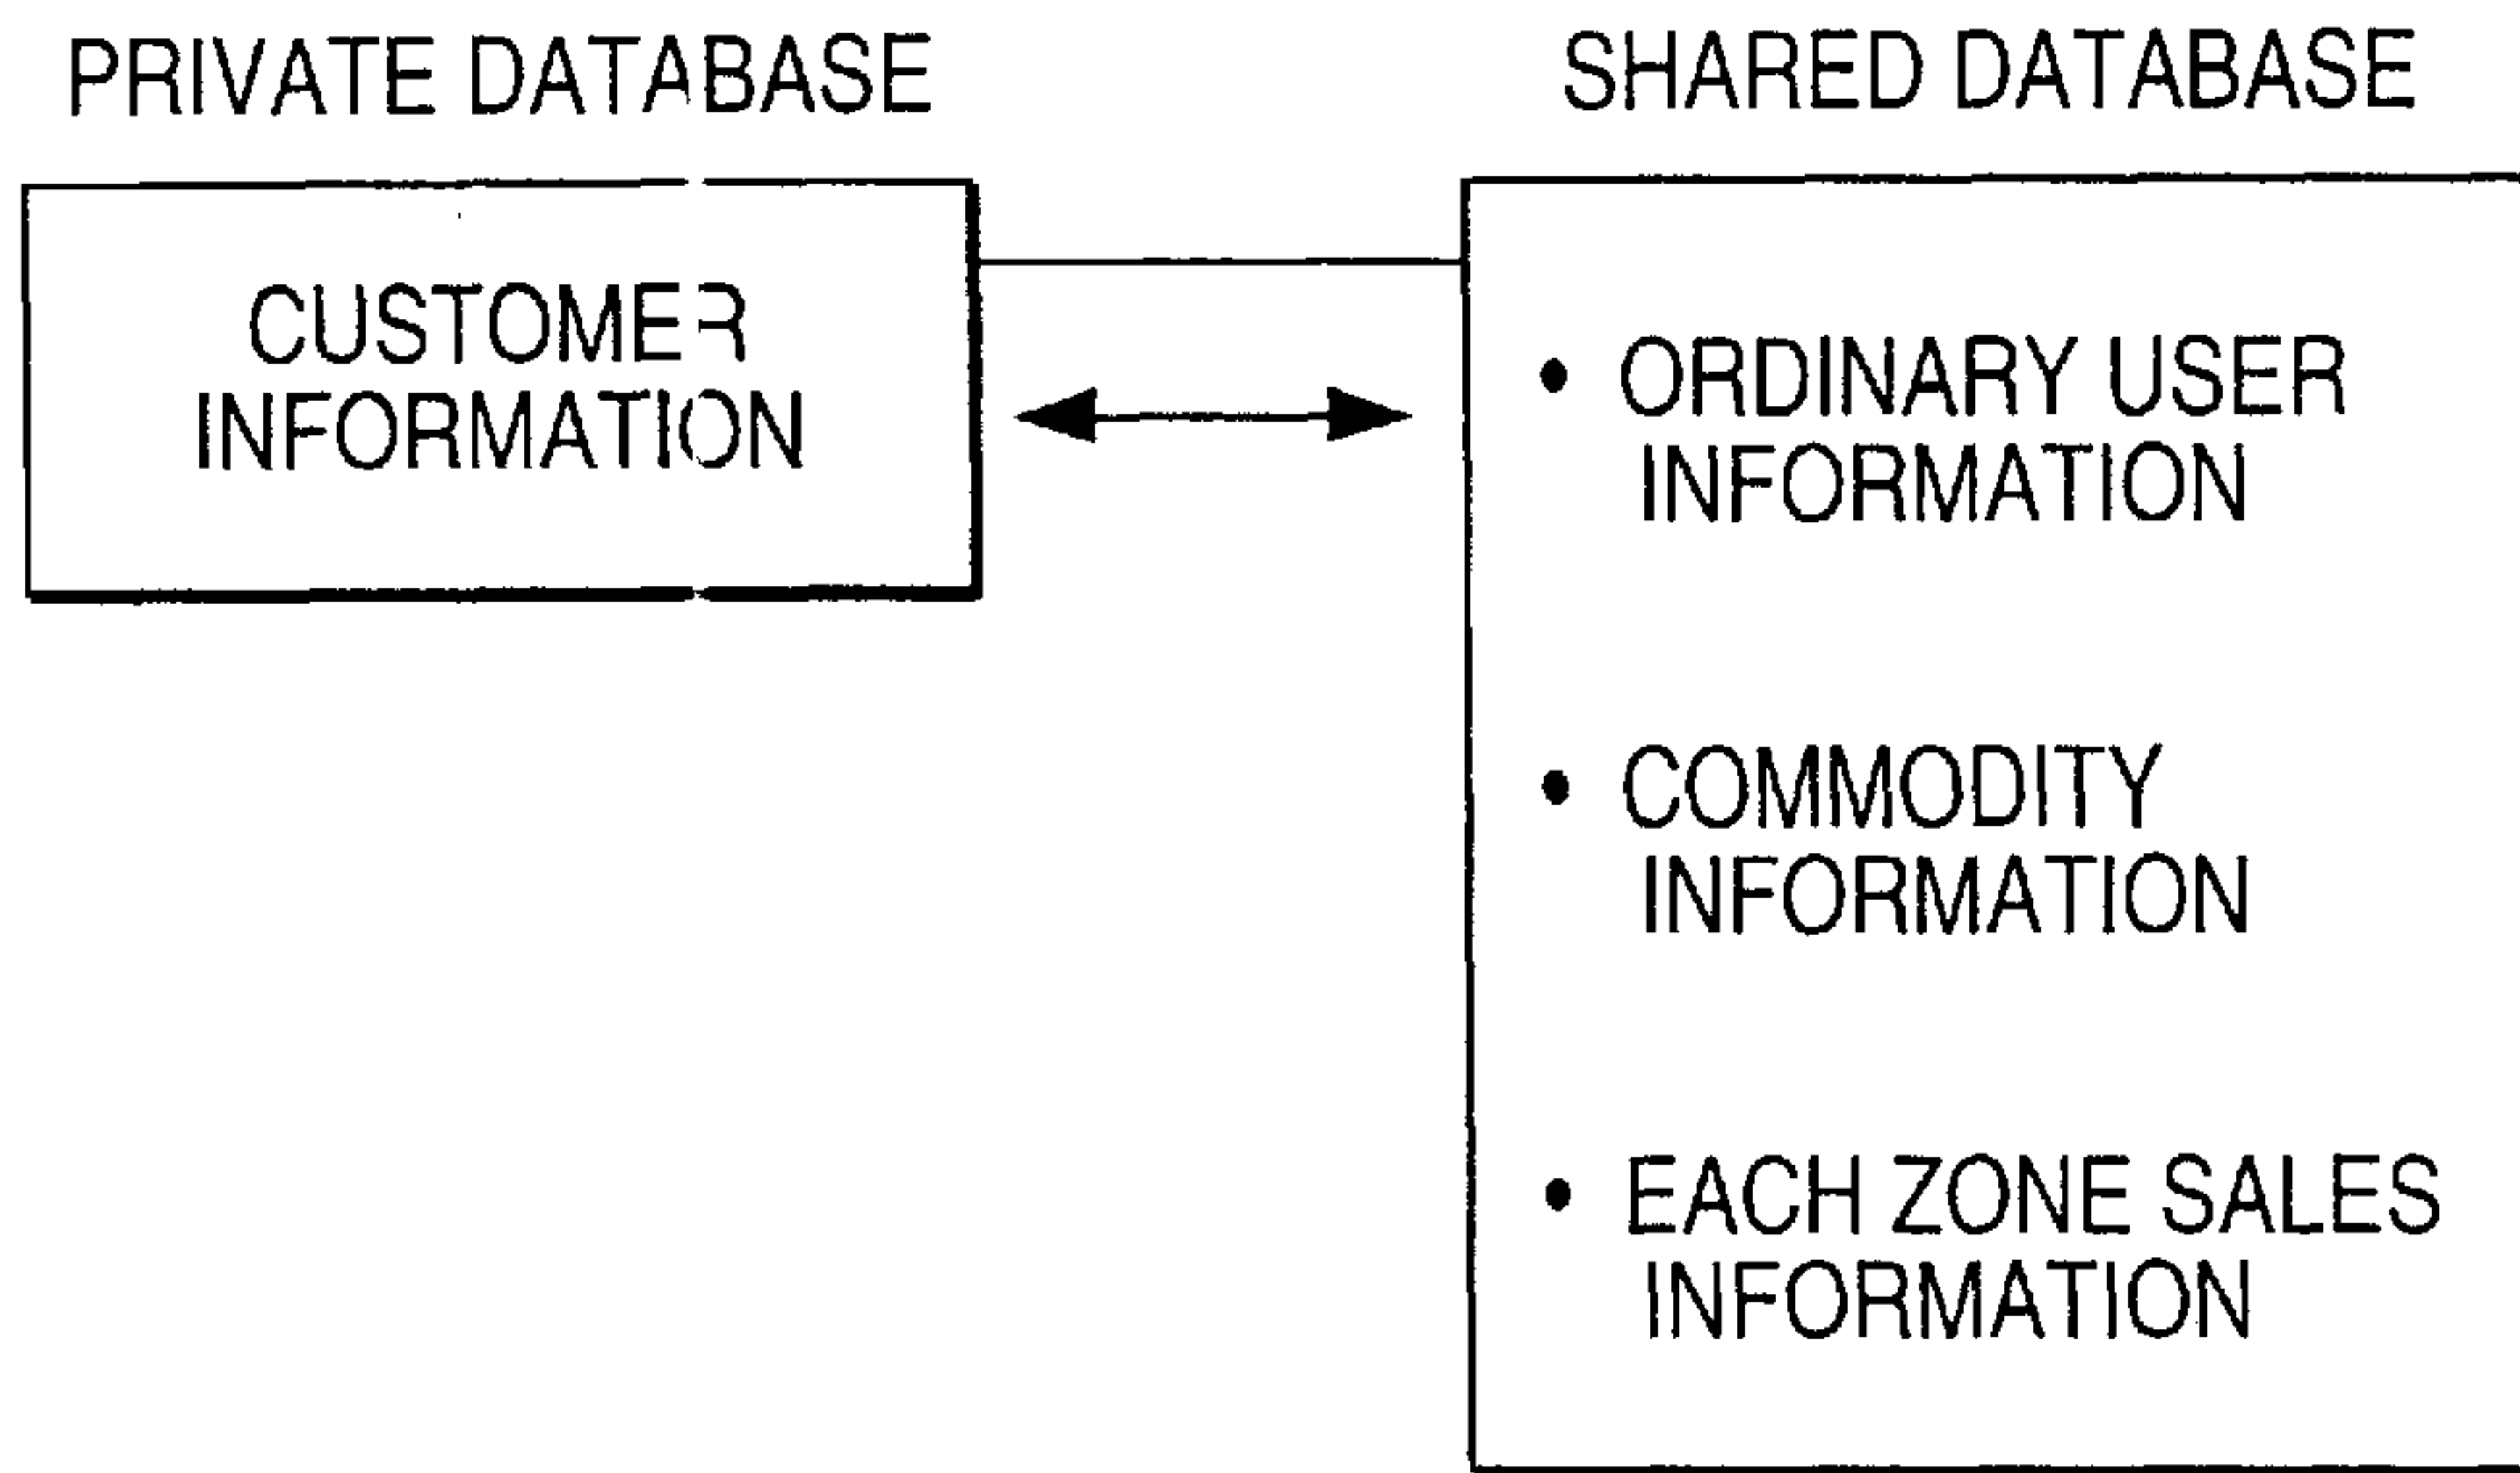 PRIVATE DATABASE
CUSTOMER
INFORMATION
SHARED DATABASE
• ORDINARY USER
INFORMATION
• COMMODITY
INFORMATION
• EACH ZONE SALES
INFORMATION